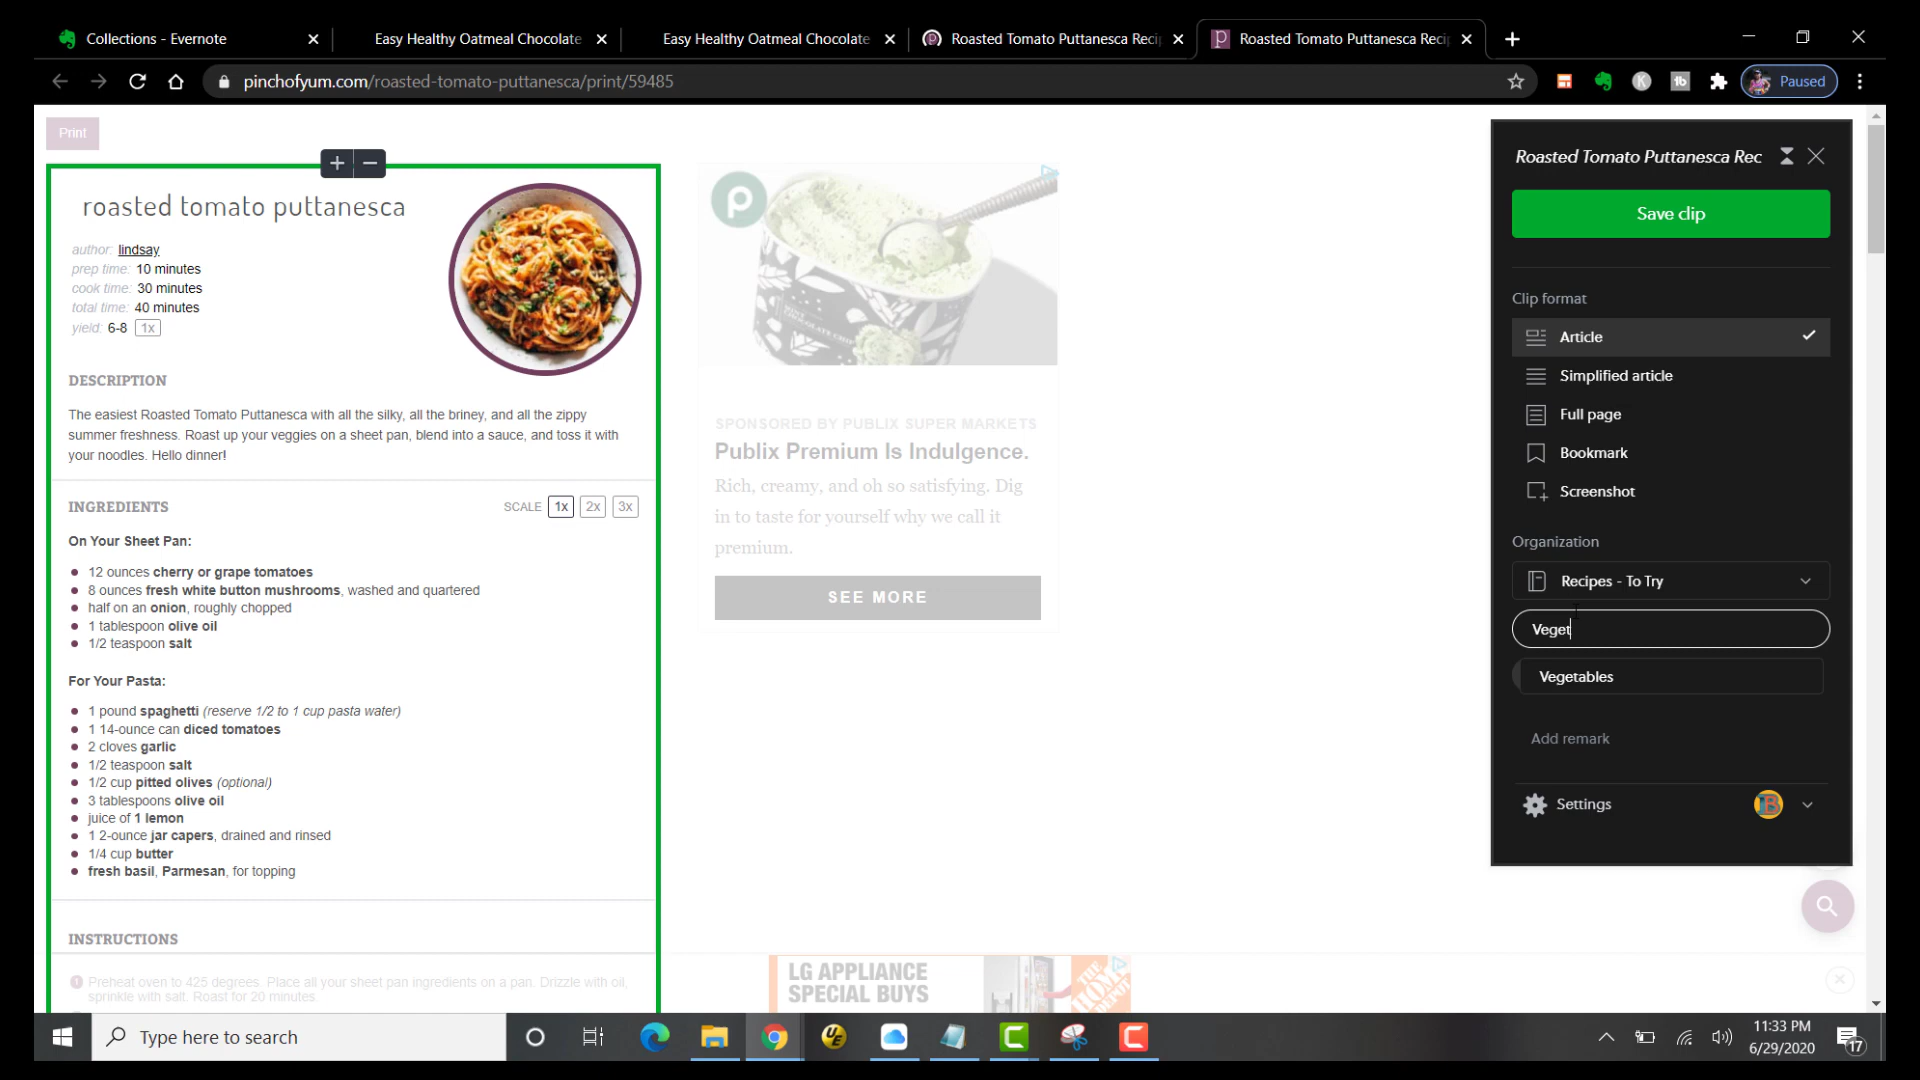 Collections - Evernote
Easy Healthy Oatmeal Chocolate
Easy Healthy Oatmeal Chocolate
Roasted Tomato Puttanesca Reci
Roasted Tomato Puttanesca Reci
pinchofyum.com/roasted-tomato-puttanesca/print/59485
Paused
Print
roasted tomato puttanesca
author: lindsay
prep time: 10 minutes
cook time: 30 minutes
total time: 40 minutes
yield: 6-8 1x
DESCRIPTION
The easiest Roasted Tomato Puttanesca with all the silky, all the briney, and all the zippy
summer freshness. Roast up your veggies on a sheet pan, blend into a sauce, and toss it with
your noodles. Hello dinner!
INGREDIENTS
SCALE 1x 2x 3x
On Your Sheet Pan:
12 ounces cherry or grape tomatoes
8 ounces fresh white button mushrooms, washed and quartered
half on an onion, roughly chopped
1 tablespoon olive oil
1/2 teaspoon salt
For Your Pasta:
1 pound spaghetti (reserve 1/2 to 1 cup pasta water)
1 14-ounce can diced tomatoes
2 cloves garlic
1/2 teaspoon salt
1/2 cup pitted olives (optional)
3 tablespoons olive oil
juice of 1 lemon
1 2-ounce jar capers, drained and rinsed
1/4 cup butter
fresh basil, Parmesan, for topping
INSTRUCTIONS
1 Preheat oven to 425 degrees. Place all your sheet pan ingredients on a pan. Drizzle with oil,
sprinkle with salt. Roast for 20 minutes.
SPONSORED BY PUBLIX SUPER MARKETS
Publix Premium Is Indulgence.
Rich, creamy, and oh so satisfying. Dig
in to taste for yourself why we call it
premium.
SEE MORE
LG APPLIANCE
SPECIAL BUYS
Roasted Tomato Puttanesca Rec
Save clip
Clip format
Article
Simplified article
Full page
Bookmark
Screenshot
Organization
Recipes - To Try
Veget
Vegetables
Add remark
Settings
Type here to search
11:33 PM
6/29/2020
17